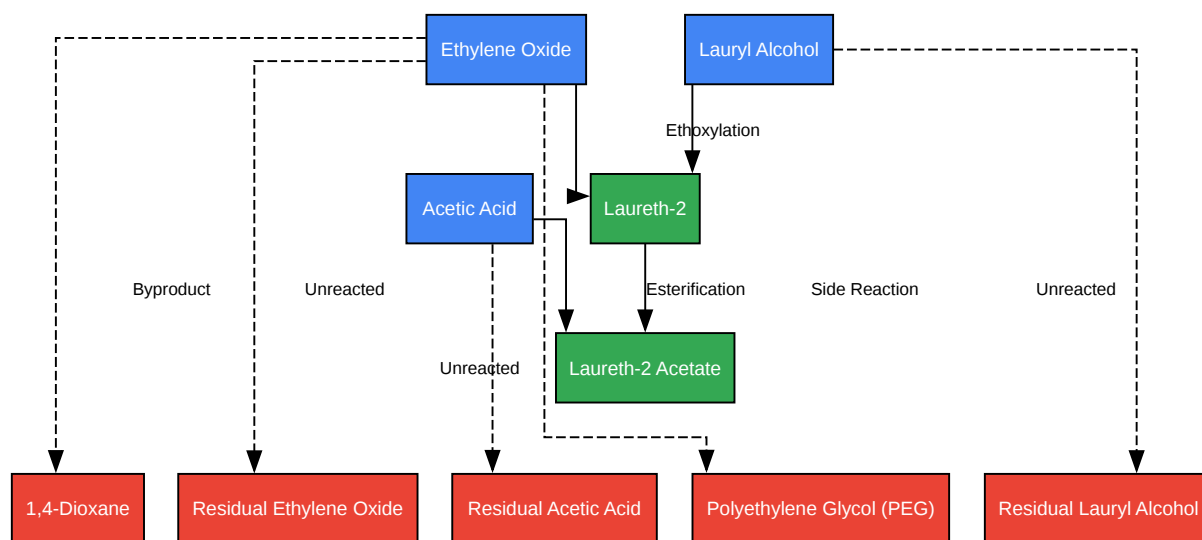 Ethylene Oxide
Lauryl Alcohol
Ethoxylation
Acetic Acid
Laureth-2
Byproduct
Unreacted
Esterification
Side Reaction
Unreacted
Unreacted
Laureth-2 Acetate
1,4-Dioxane
Residual Ethylene Oxide
Residual Acetic Acid
Polyethylene Glycol (PEG)
Residual Lauryl Alcohol